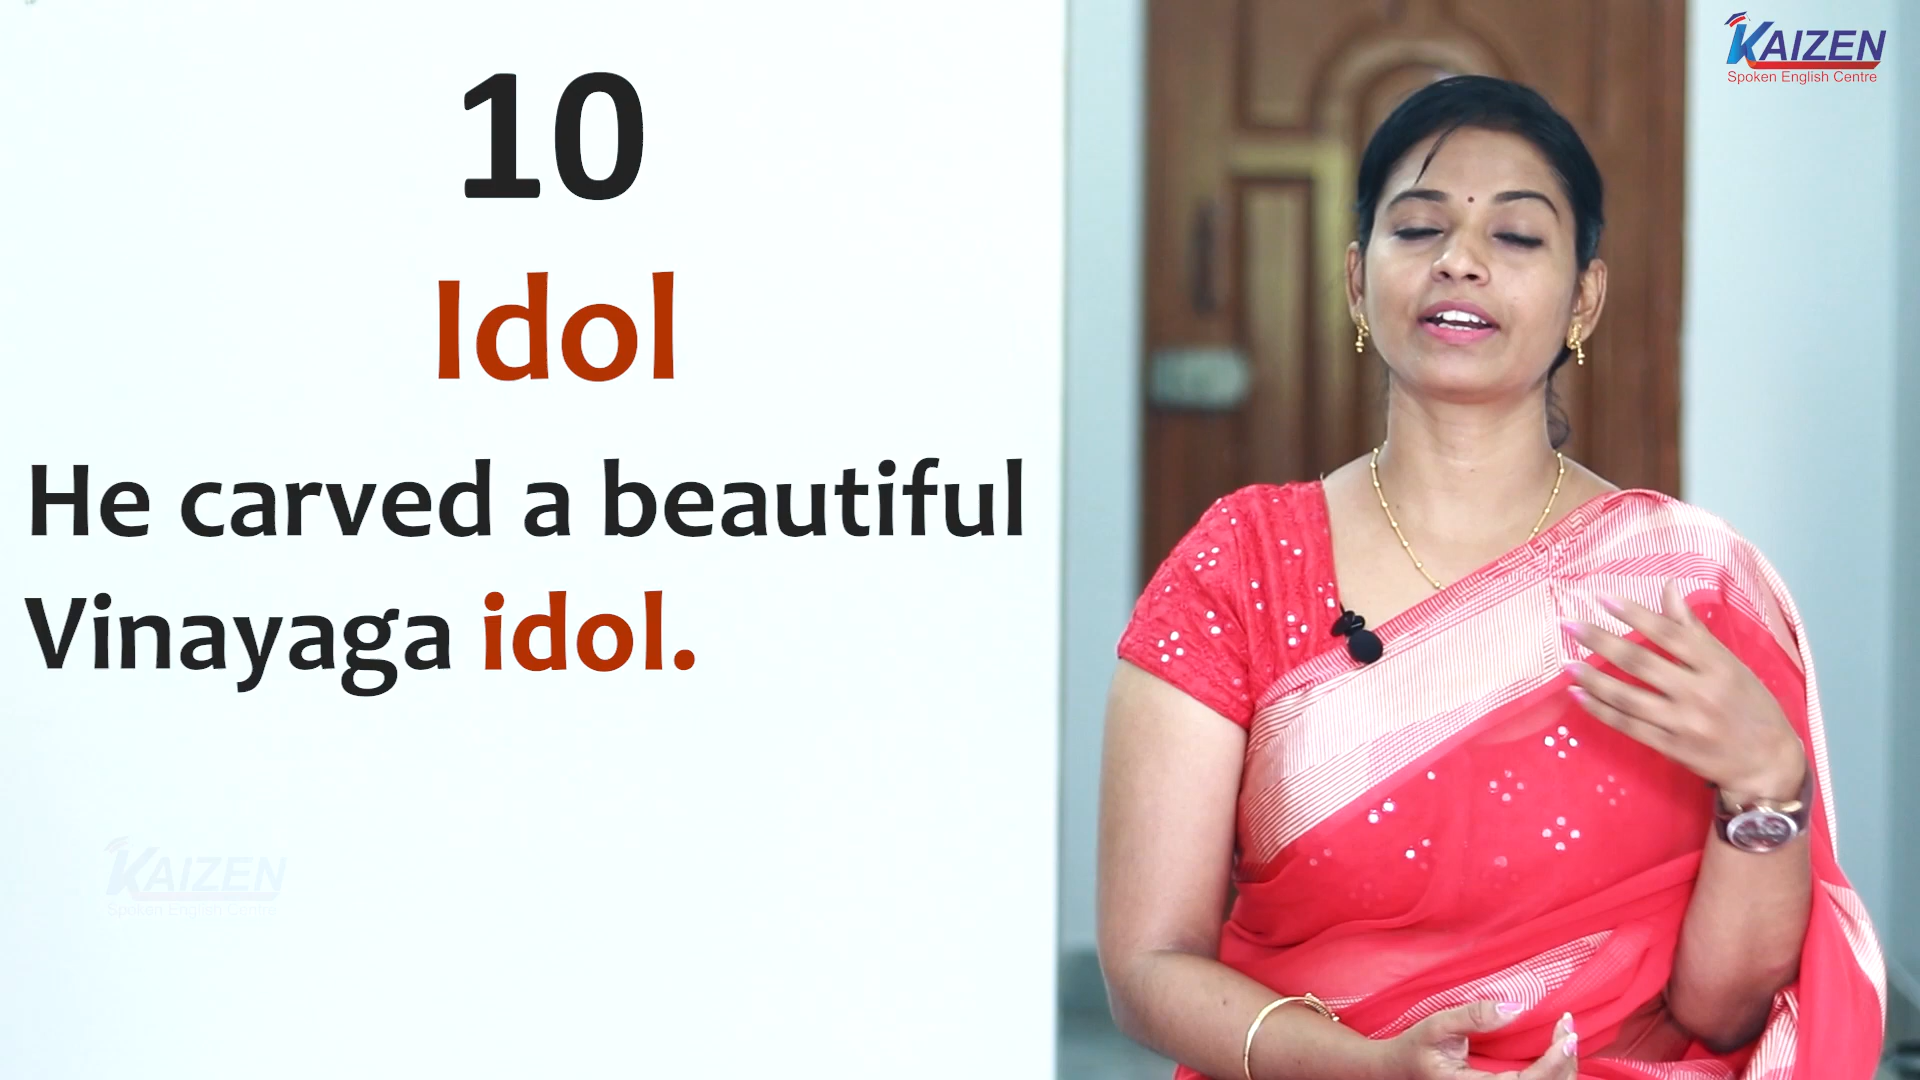 10
Idol
He carved a beautiful
Vinayaga idol.
KAIZEN
Spoken English Centre
KAIZEN
Spoken English Centre